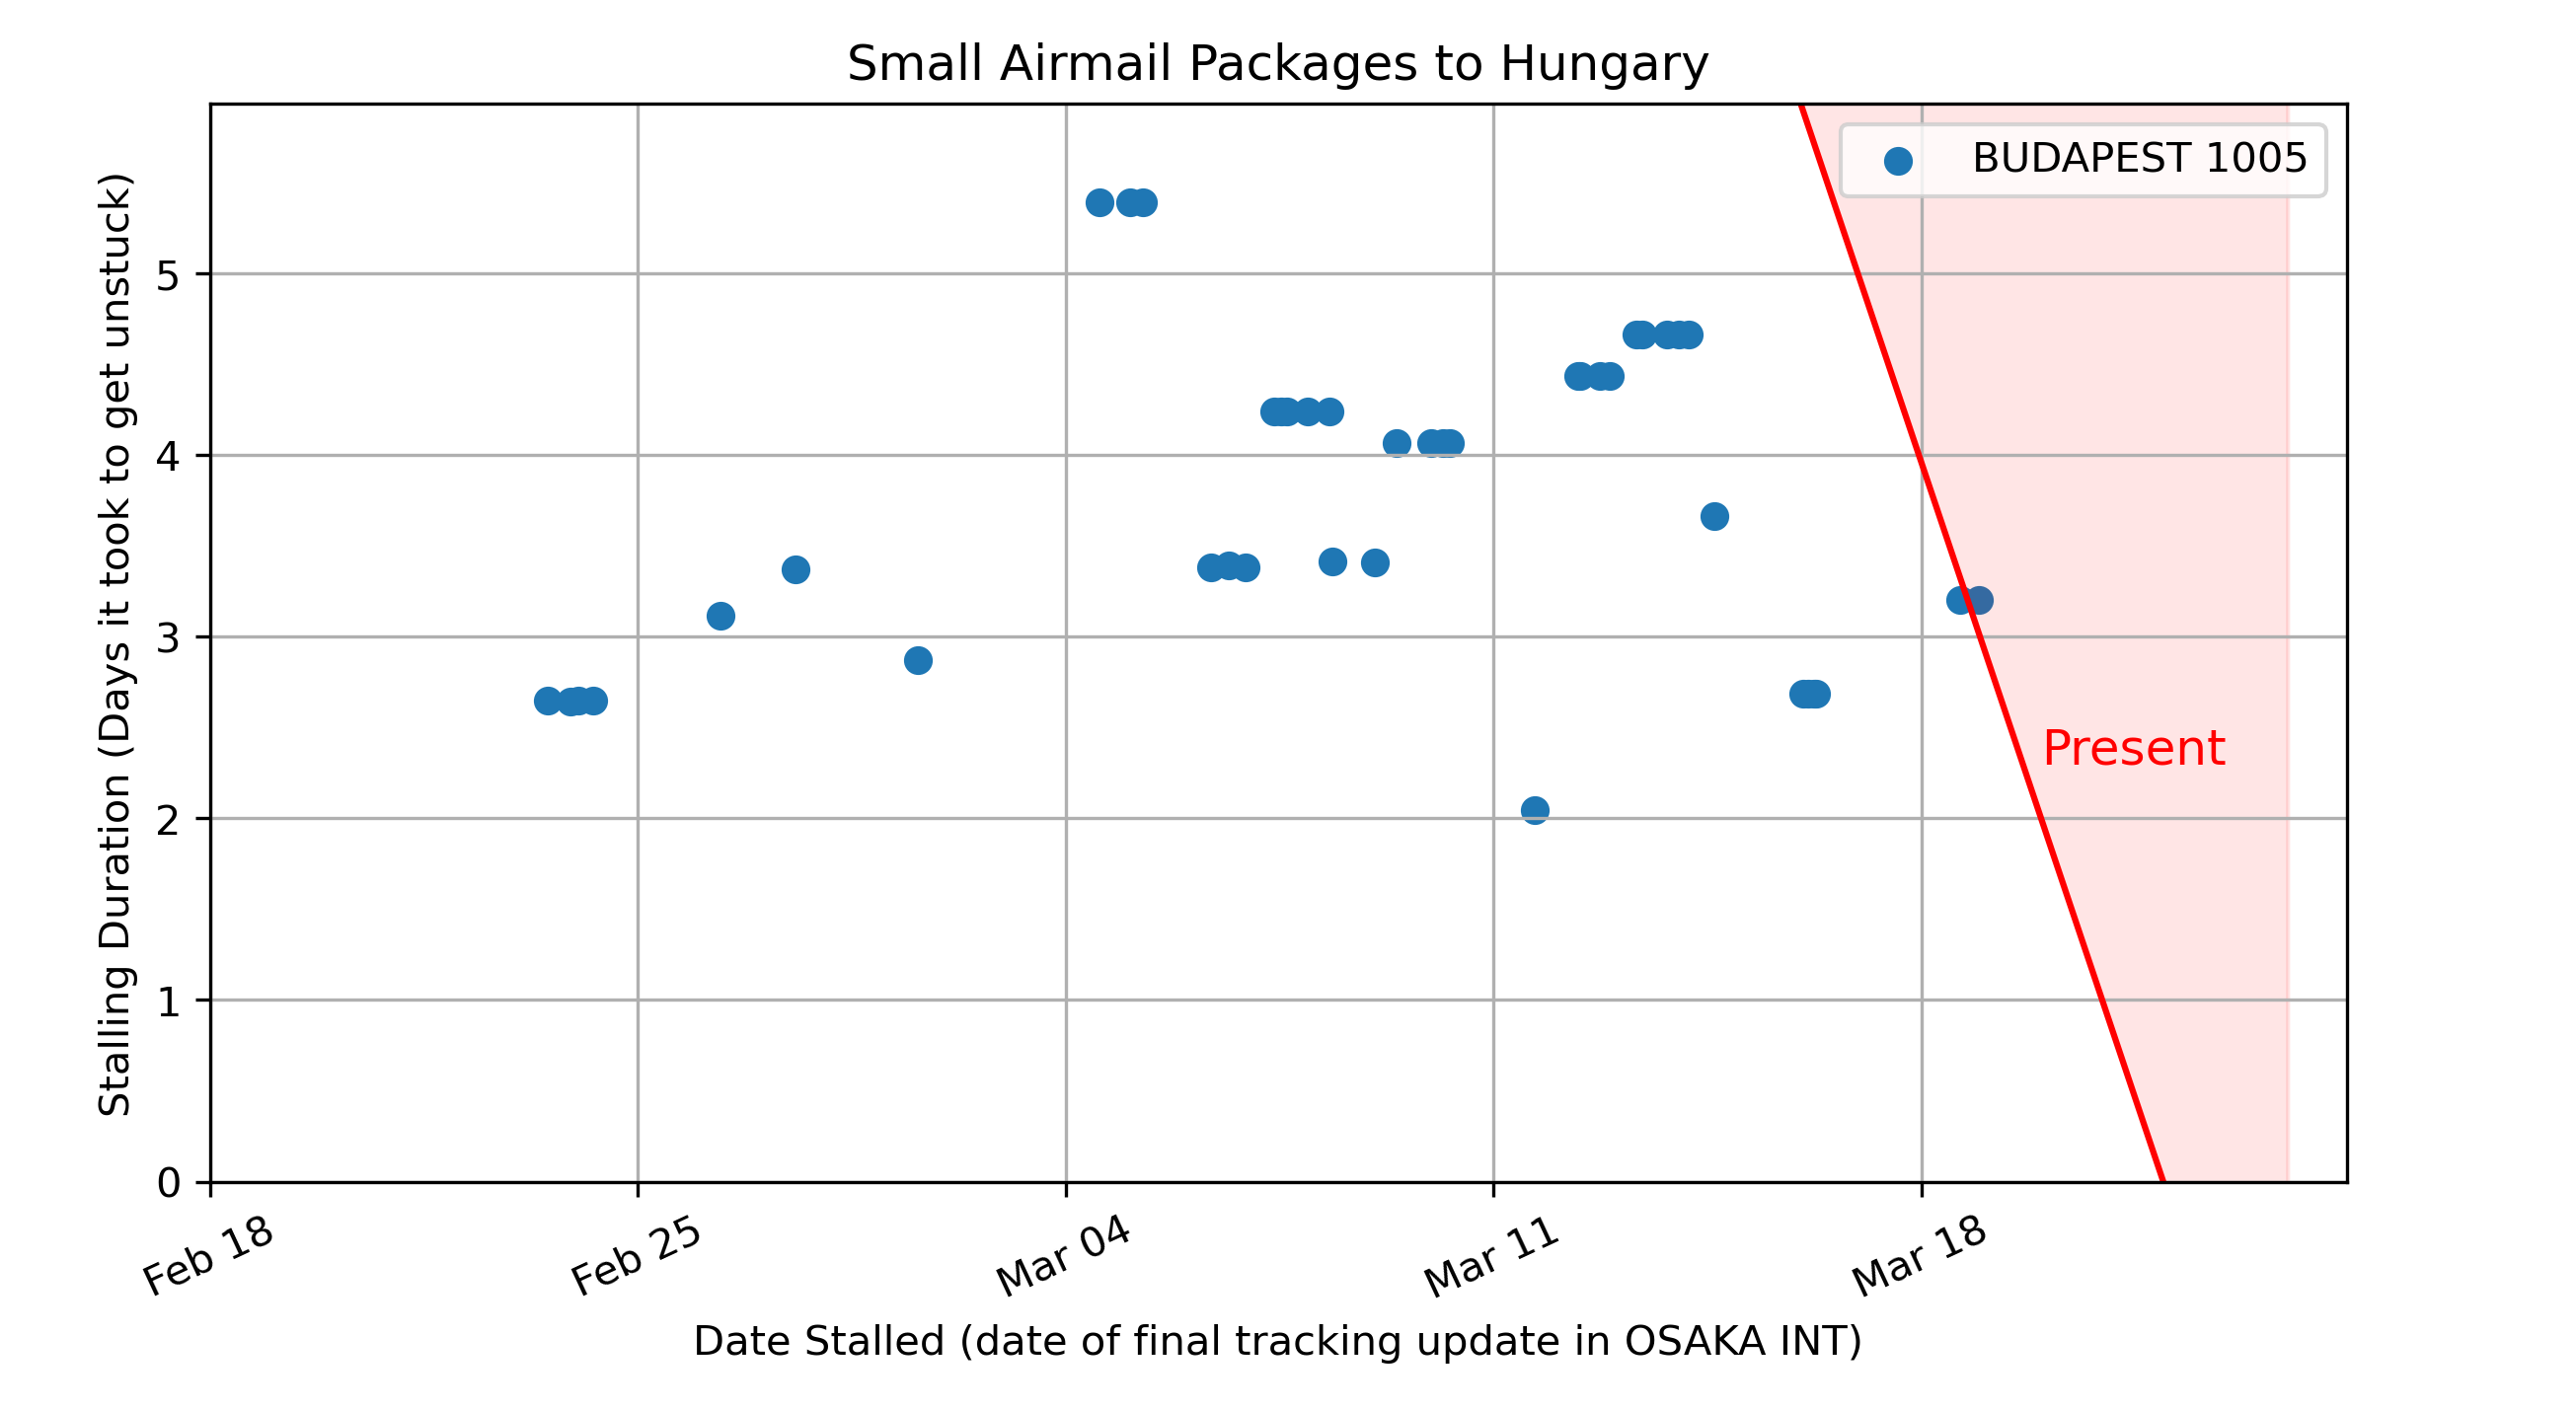 Small Airmail Packages to Hungary
BUDAPEST 1005
Stalling Duration (Days it took to get unstuck)
5
4
3
2
1
0
Present
Feb 18
Feb 25
Mar 04
Mar 11
Mar 18
Date Stalled (date of final tracking update in OSAKA INT)